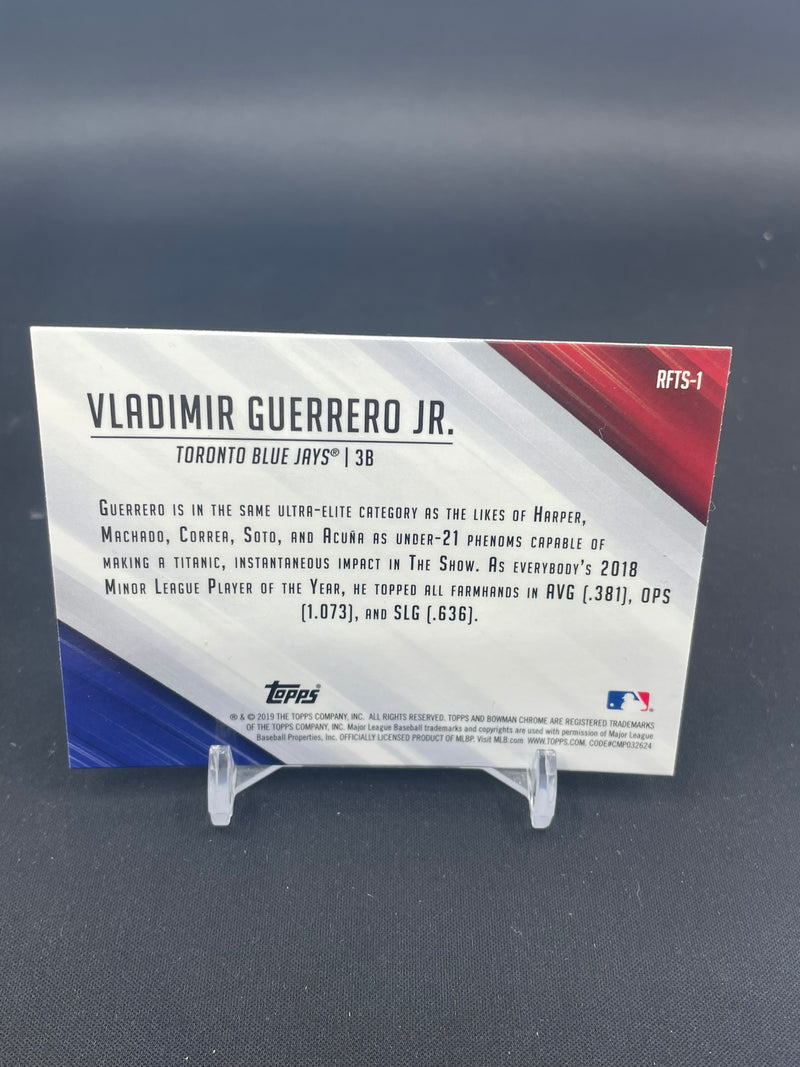 RFTS-1
VLADIMIR GUERRERO JR.
TORONTO BLUE JAYS® | 3B
GUERRERO IS IN THE SAME ULTRA-ELITE CATEGORY AS THE LIKES OF HARPER,
MACHADO, CORREA, SOTO, AND ACUÑA AS UNDER-21 PHENOMS CAPABLE OF
MAKING A TITANIC, INSTANTANEOUS IMPACT IN THE SHOW. AS EVERYBODY'S 2018
MINOR LEAGUE PLAYER OF THE YEAR, HE TOPPED ALL FARMHANDS IN AVG (.381), OPS
(1.073), AND SLG (.636).
topps®
® & © 2019 THE TOPPS COMPANY, INC. ALL RIGHTS RESERVED. TOPPS AND BOWMAN CHROME ARE REGISTERED TRADEMARKS
OF THE TOPPS COMPANY, INC. Major League Baseball trademarks and copyrights are used with permission of Major League
Baseball Properties, Inc. OFFICIALLY LICENSED PRODUCT OF MLBP. Visit MLB.com WWW.TOPPS.COM. CODE#CMP032624